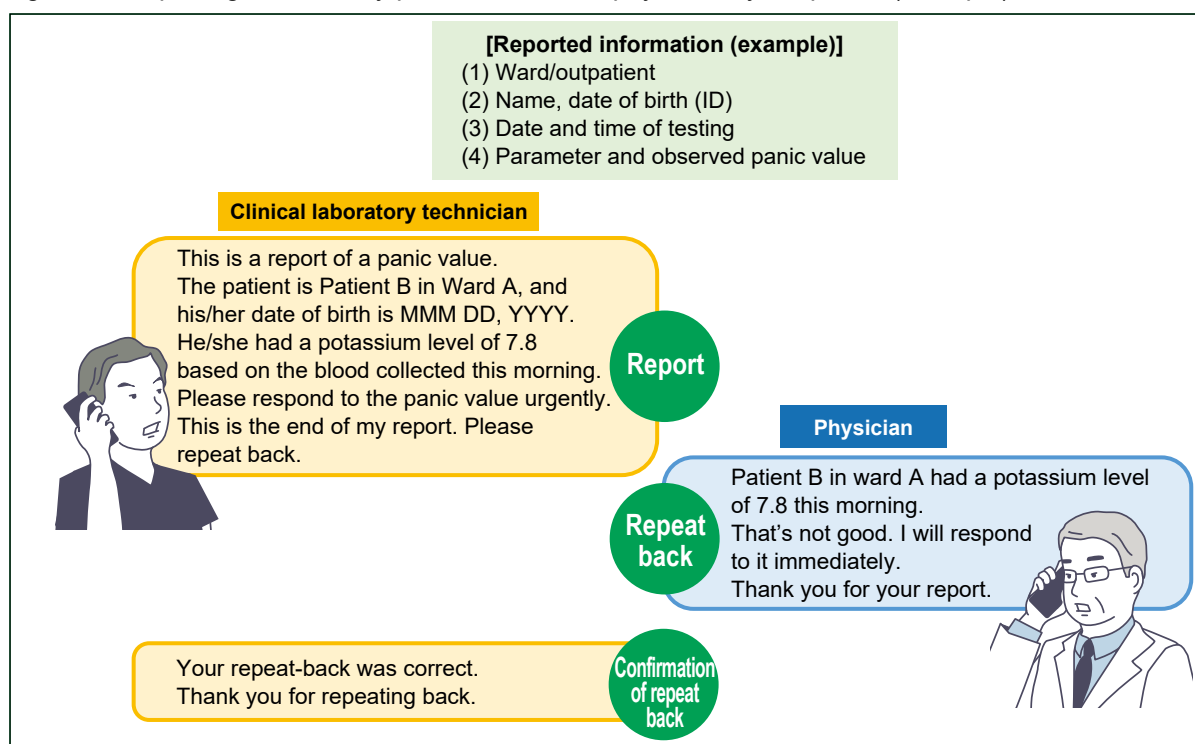 [Reported information (example)]
(1) Ward/outpatient
(2) Name, date of birth (ID)
(3) Date and time of testing
(4) Parameter and observed panic value
Clinical laboratory technician
This is a report of a panic value.
The patient is Patient B in Ward A, and
his/her date of birth is MMM DD, YYYY.
He/she had a potassium level of 7.8
based on the blood collected this morning.
Please respond to the panic value urgently.
This is the end of my report. Please
repeat back.
Report
Physician
Patient B in ward A had a potassium level
of 7.8 this morning.
That's not good. I will respond
to it immediately.
Thank you for your report.
Repeat
back
Your repeat-back was correct.
Thank you for repeating back.
Confirmation
of repeat
back